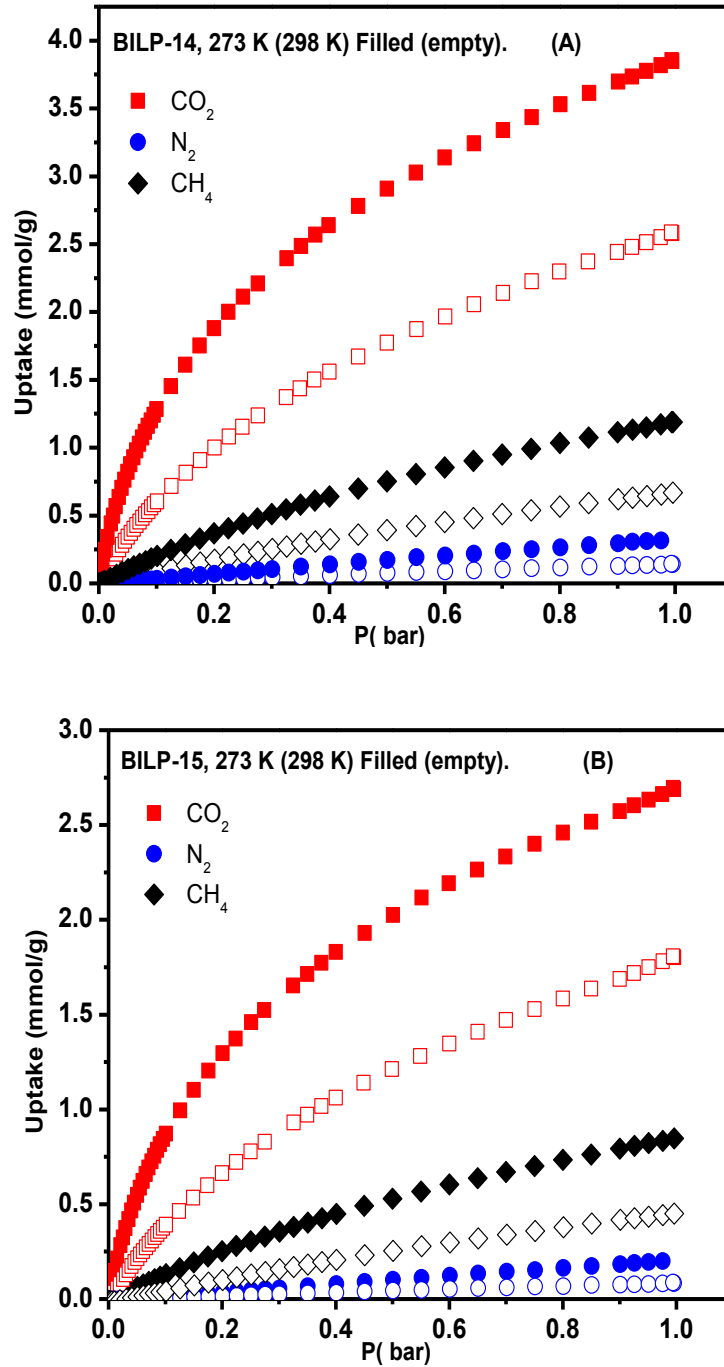 BILP-14, 273 K (298 K) Filled (empty). (A)
CO₂
N₂
CH₄
Uptake (mmol/g)
4.0
3.5
3.0
2.5
2.0
1.5
1.0
0.5
0.0
0.0 0.2 0.4 0.6 0.8 1.0
P( bar)
BILP-15, 273 K (298 K) Filled (empty). (B)
CO₂
N₂
CH₄
Uptake (mmol/g)
3.0
2.5
2.0
1.5
1.0
0.5
0.0
0.0 0.2 0.4 0.6 0.8 1.0
P( bar)